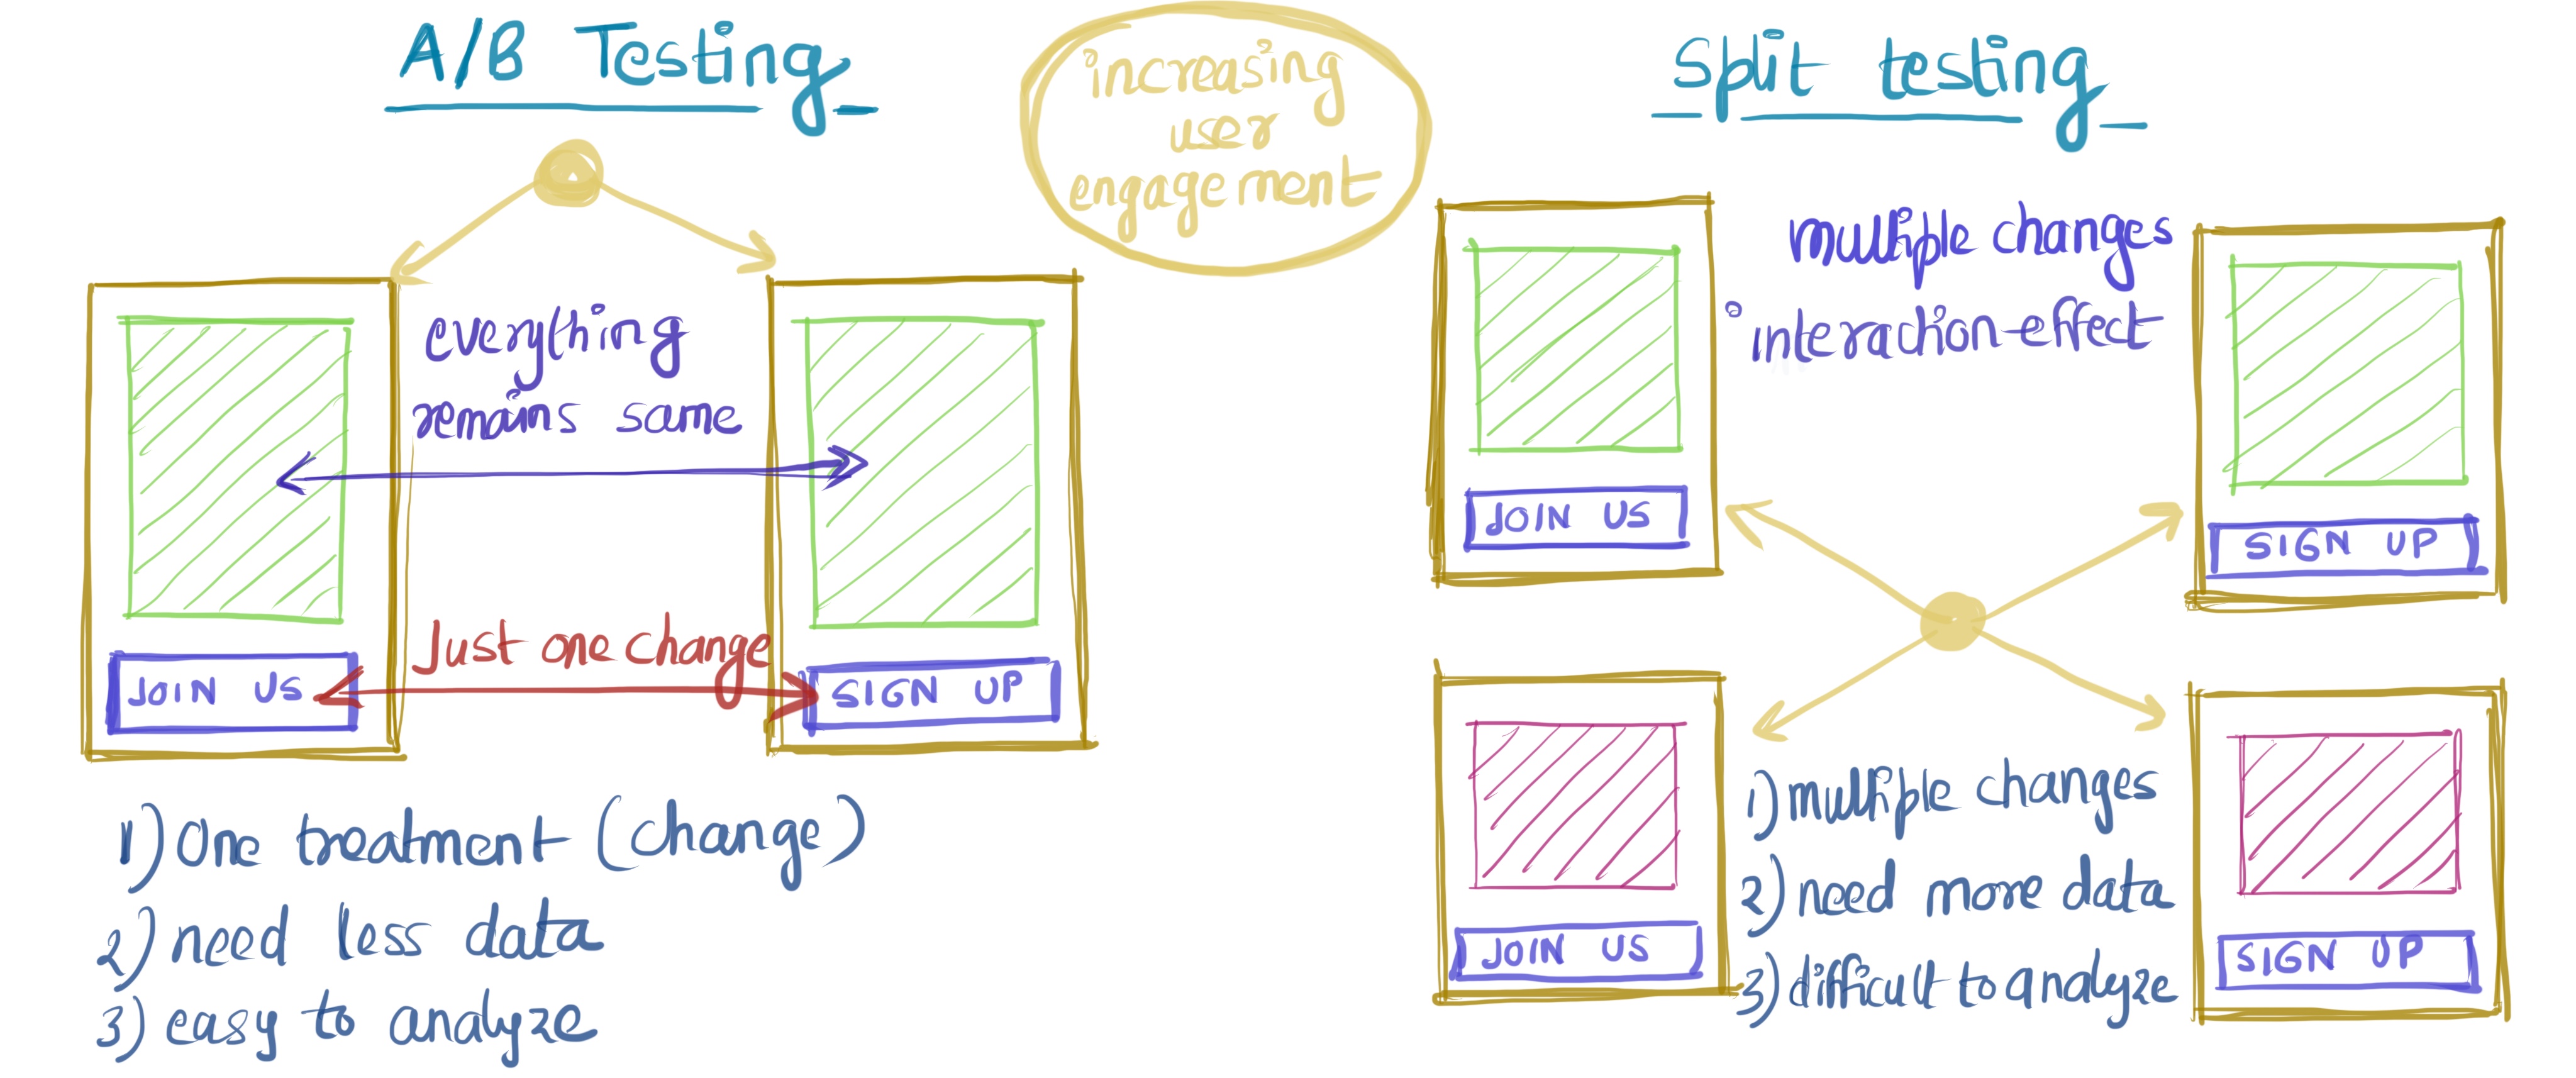 A/B Testing
increasing
user
engagement
Split testing
everything
remains same
Just one change
JOIN US
SIGN UP
1) One treatment (change)
2) need less data
3) easy to analyze
multiple changes
interaction-effect
JOIN US
SIGN UP
JOIN US
SIGN UP
1) multiple changes
2) need more data
3) difficult to analyze